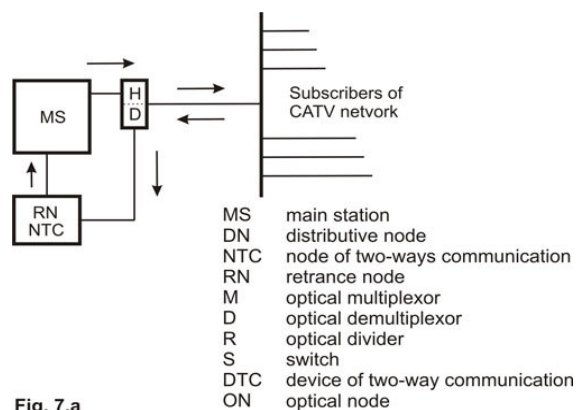 MS
H
D
RN
NTC
Subscribers of
CATV netvork
MS main station
DN distributive node
NTC node of two-ways communication
RN retrance node
M optical multiplexor
D optical demultiplexor
R optical divider
S switch
DTC device of two-way communication
ON optical node
Fig. 7.a